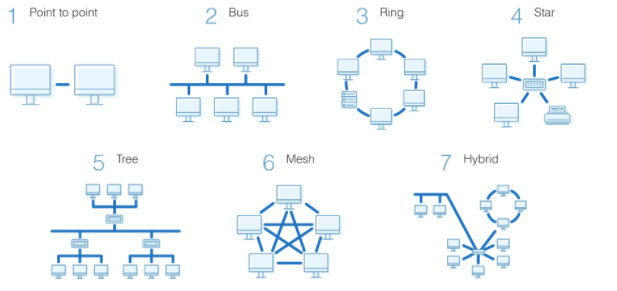 1 Point to point
2 Bus
3 Ring
4 Star
5 Tree
6 Mesh
7 Hybrid